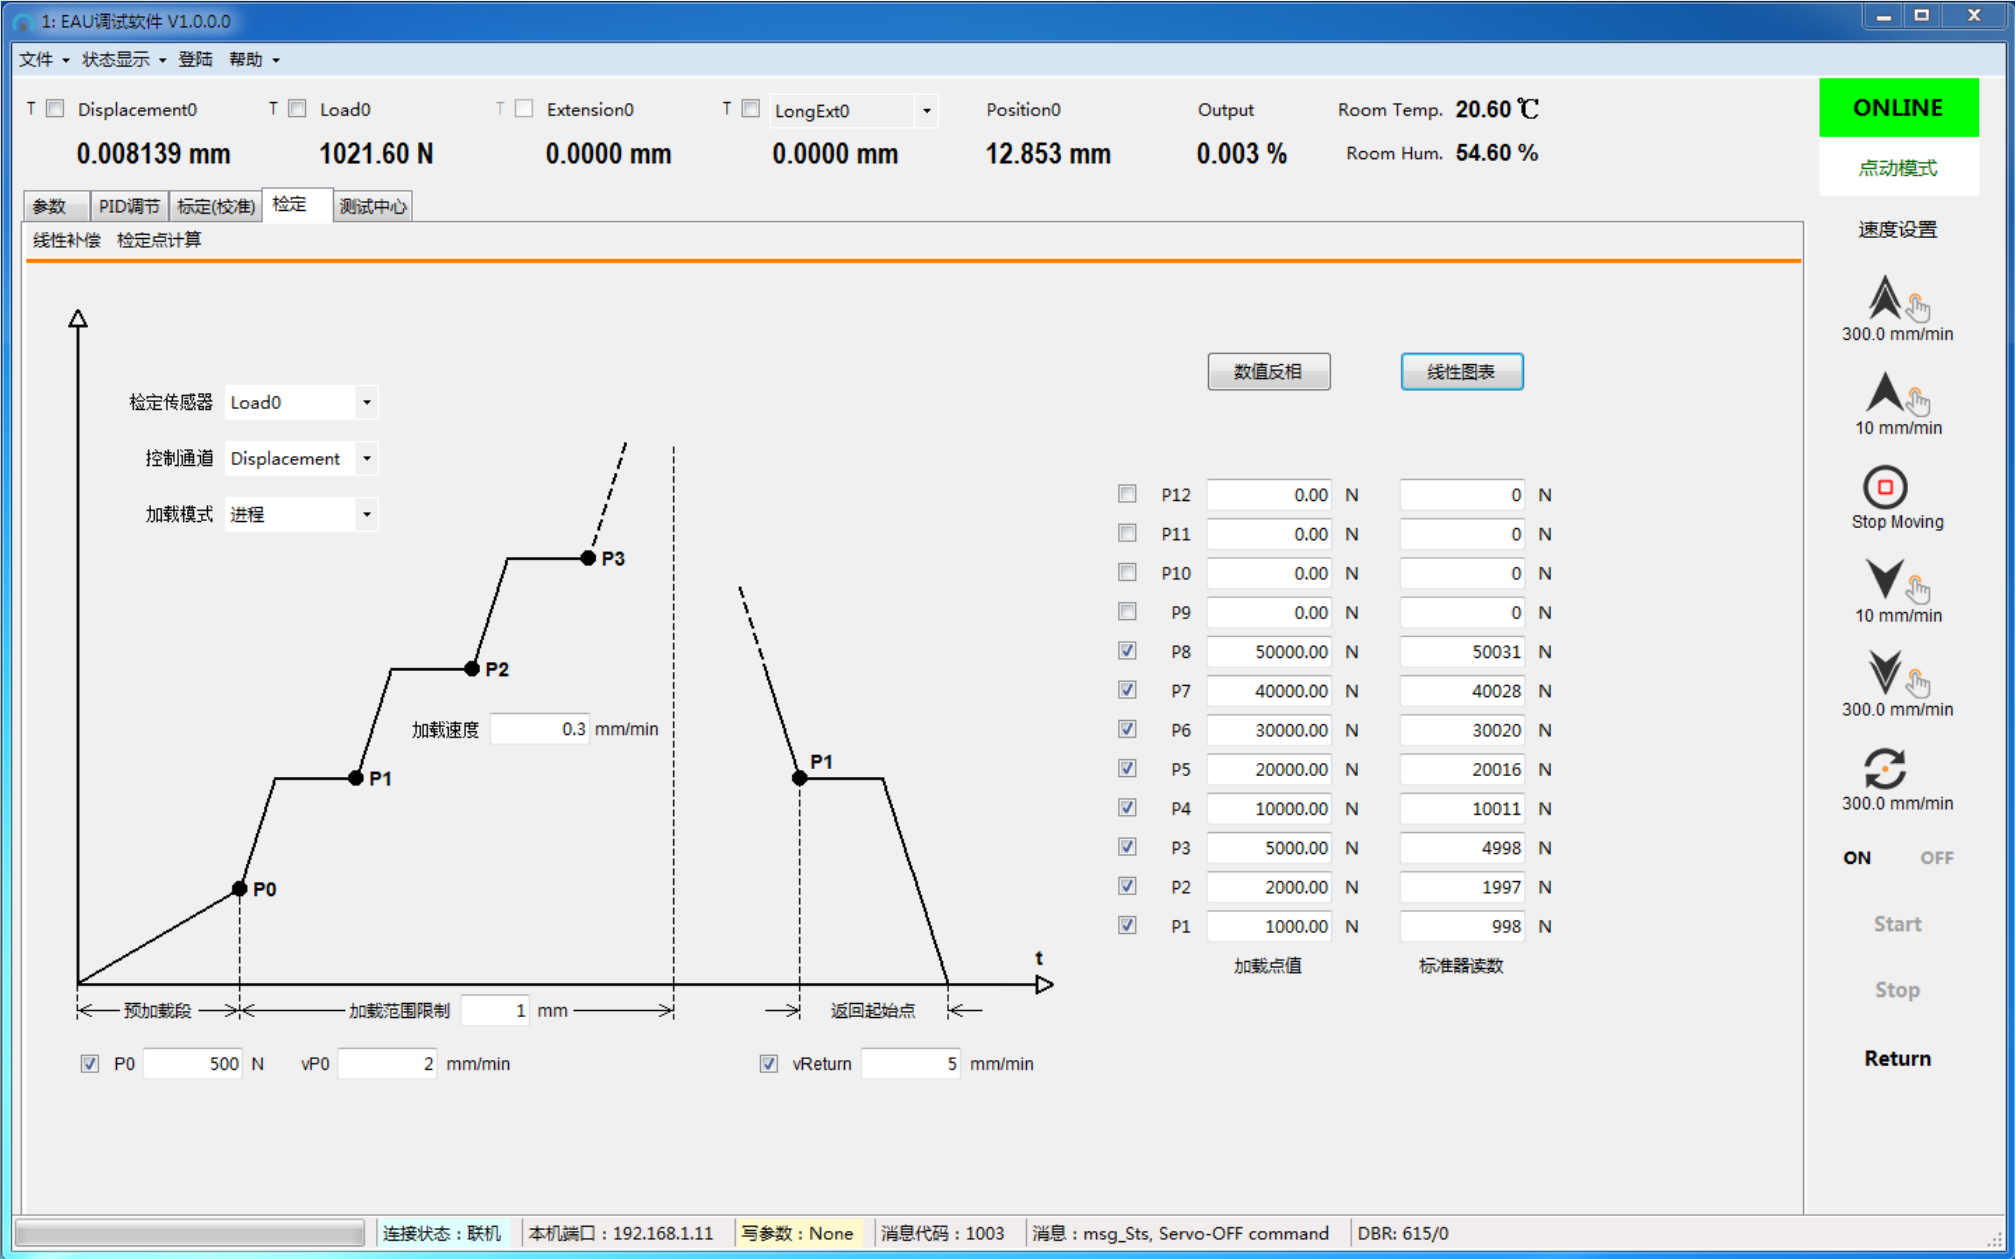 1: EAU调试软件 V1.0.0.0
文件 状态显示 登陆 帮助
T Displacement0 T Load0 T Extension0 T LongExt0 Position0 Output Room Temp. 20.60 ℃ ONLINE
0.008139 mm 1021.60 N 0.0000 mm 0.0000 mm 12.853 mm 0.003 % Room Hum. 54.60 %
点动模式
参数 PID调节 标定(校准) 检定 测试中心
线性补偿 检定点计算
速度设置
300.0 mm/min
数值反相 线性图表
检定传感器 Load0
10 mm/min
控制通道 Displacement
加载模式 进程
P12 0.00 N 0 N
Stop Moving
P11 0.00 N 0 N
P3
P10 0.00 N 0 N
P9 0.00 N 0 N
10 mm/min
P8 50000.00 N 50031 N
P2
P7 40000.00 N 40028 N
300.0 mm/min
加载速度 0.3 mm/min
P6 30000.00 N 30020 N
P1
P5 20000.00 N 20016 N
P1
300.0 mm/min
P4 10000.00 N 10011 N
P3 5000.00 N 4998 N
ON OFF
P0
P2 2000.00 N 1997 N
P1 1000.00 N 998 N
Start
t
加载点值 标准器读数
Stop
预加载段 加载范围限制 1 mm 返回起始点
P0 500 N vP0 2 mm/min vReturn 5 mm/min
Return
连接状态：联机 本机端口：192.168.1.11 写参数：None 消息代码：1003 消息：msg_Sts, Servo-OFF command DBR: 615/0